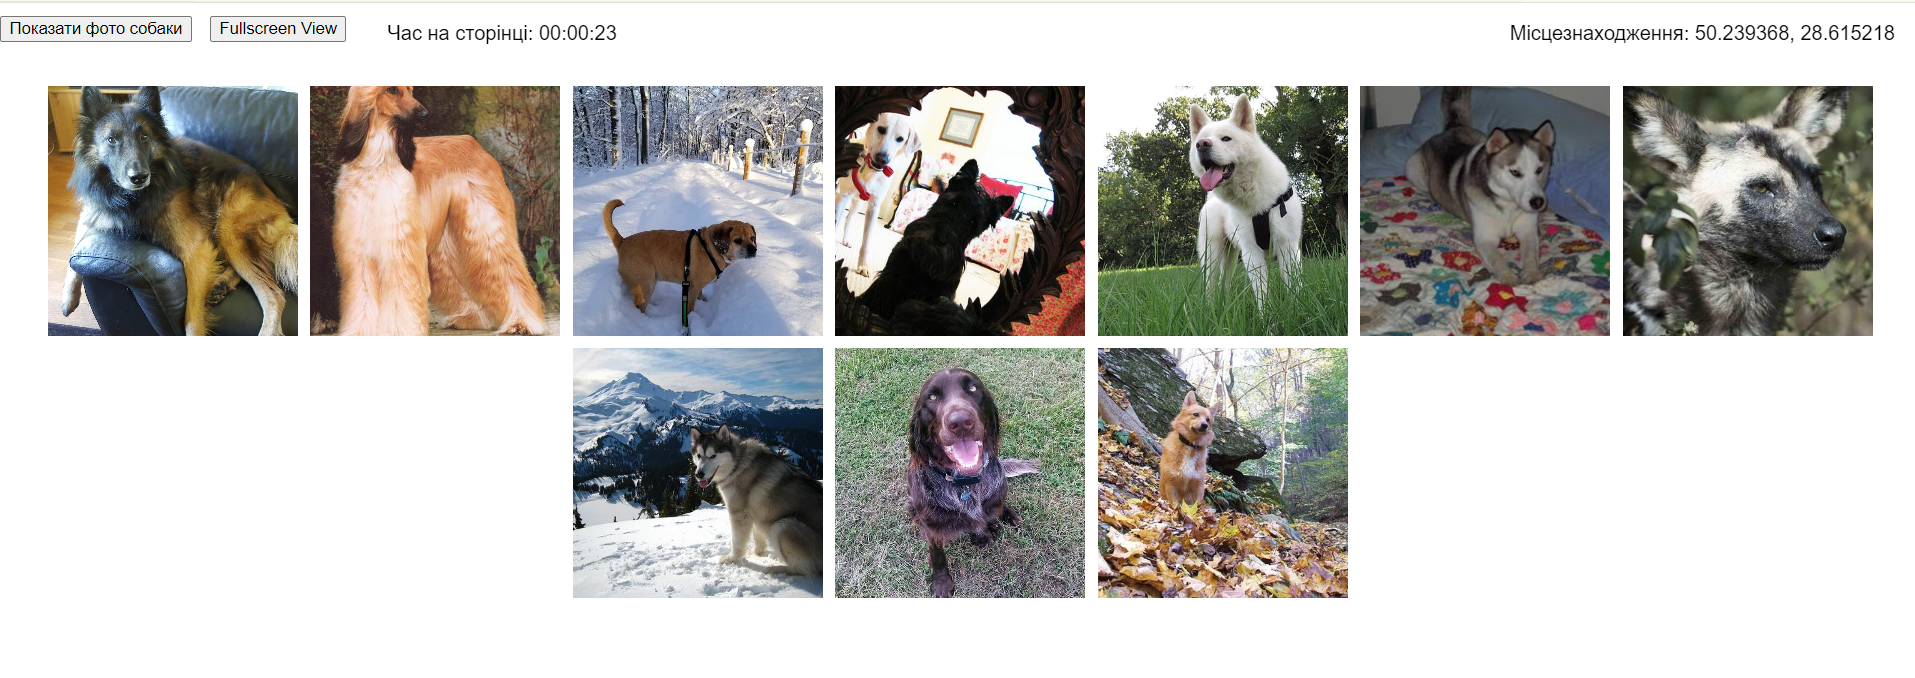 Показати фото собаки
Fullscreen View
Час на сторінці: 00:00:23
Місцезнаходження: 50.239368, 28.615218